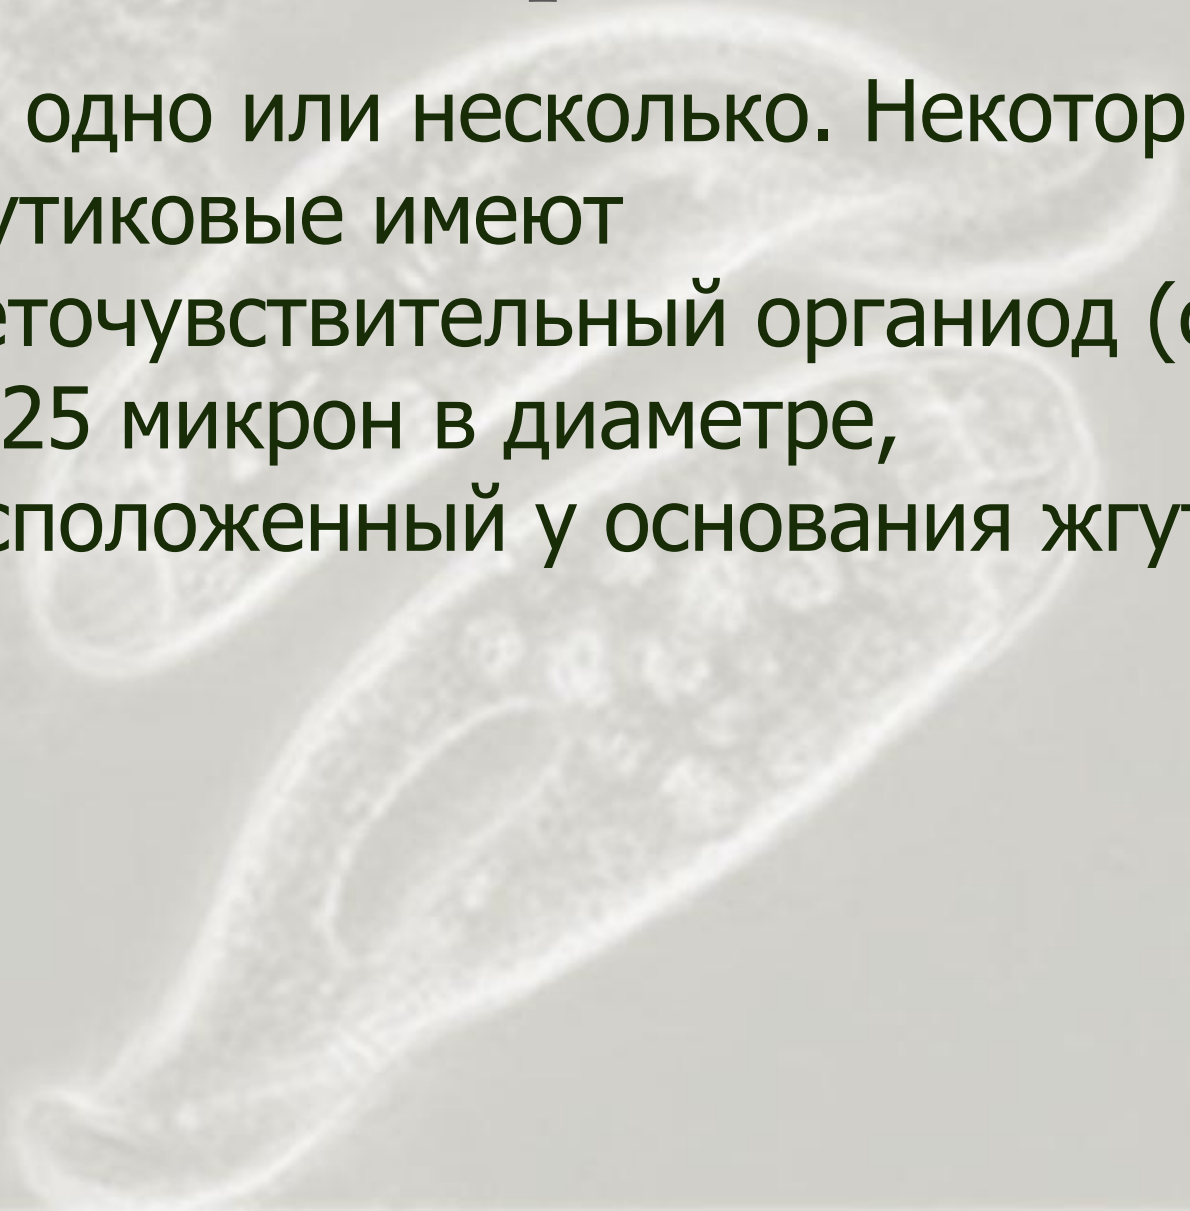 одно или несколько. Некотор
утиковые имеют
еточувствительный органиод (
25 микрон в диаметре,
сположенный у основания жгут